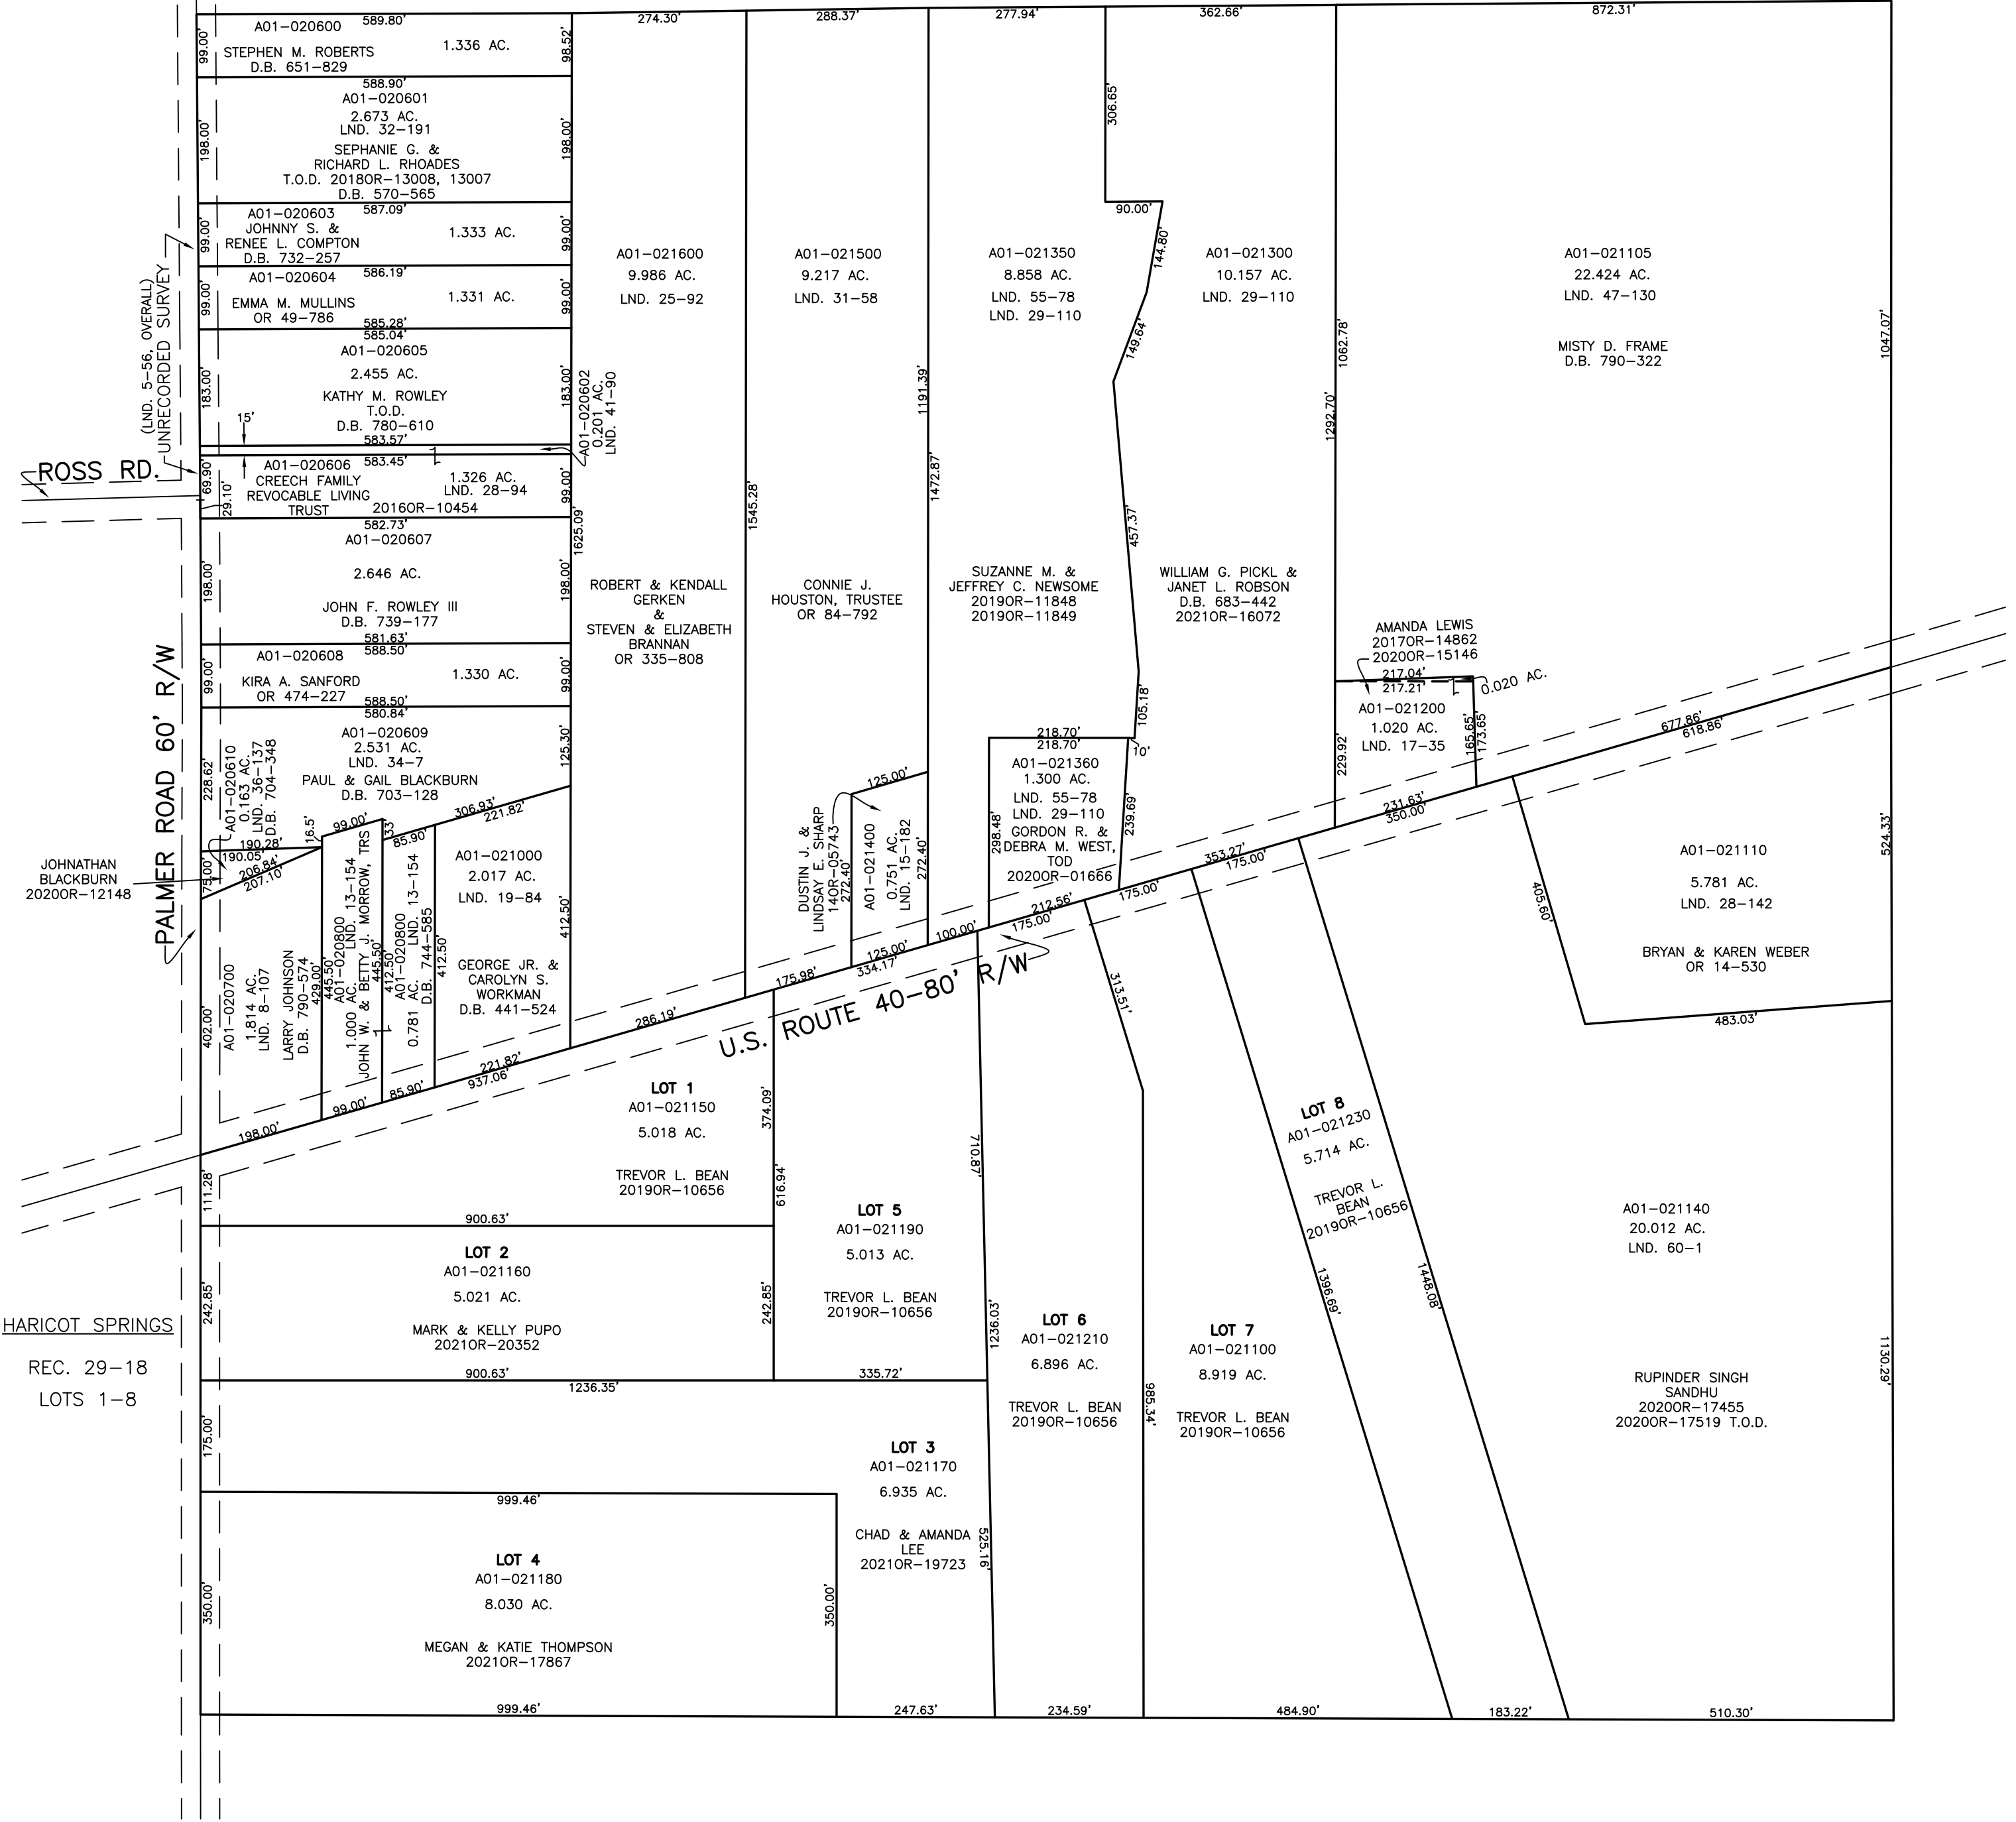 589.80'
274.30'
288.37'
277.94'
362.66'
872.31'
A01-020600
99.00'
STEPHEN M. ROBERTS
D.B. 651-829
1.336 AC.
98.52'
588.90'
A01-020601
2.673 AC.
LND. 32-191
198.00'
198.00'
SEPHANIE G. &
RICHARD L. RHOADES
T.O.D. 2018OR-13008, 13007
D.B. 570-565
587.09'
A01-020603
JOHNNY S. &
RENEE L. COMPTON
D.B. 732-257
1.333 AC.
99.00'
99.00'
586.19'
A01-020604
EMMA M. MULLINS
OR 49-786
1.331 AC.
99.00'
99.00'
585.28'
585.04'
A01-020605
2.455 AC.
KATHY M. ROWLEY
T.O.D.
D.B. 780-610
183.00'
183.00'
583.57'
15'
A01-020602
0.201 AC.
LND. 41-90
(LND. 5-56, OVERALL)
UNRECORDED SURVEY
ROSS RD.
69.90'
29.10'
583.45'
A01-020606
CREECH FAMILY
REVOCABLE LIVING
TRUST
1.326 AC.
LND. 28-94
2016OR-10454
99.00'
582.73'
A01-020607
2.646 AC.
JOHN F. ROWLEY III
D.B. 739-177
198.00'
198.00'
581.63'
588.50'
A01-020608
KIRA A. SANFORD
OR 474-227
1.330 AC.
99.00'
99.00'
588.50'
580.84'
A01-020609
2.531 AC.
LND. 34-7
PAUL & GAIL BLACKBURN
D.B. 703-128
228.62'
125.30'
306.93'
221.82'
A01-020610
0.163 AC.
LND. 36-137
D.B. 704-348
190.28'
190.05'
206.84'
207.10'
75.00'
16.5'
99.00'
33'
85.90'
JOHNATHAN
BLACKBURN
2020OR-12148
PALMER ROAD 60' R/W
402.00'
A01-020700
1.814 AC.
LND. 8-107
LARRY JOHNSON
D.B. 790-574
429.00'
445.50'
A01-020800
1.000 AC. LND. 13-154
JOHN W. & BETTY J. MORROW, TRS
445.50'
412.50'
A01-020800
0.781 AC. LND. 13-154
D.B. 744-585
412.50'
A01-021000
2.017 AC.
LND. 19-84
GEORGE JR. &
CAROLYN S.
WORKMAN
D.B. 441-524
412.50'
198.00'
99.00'
85.90'
221.82'
937.06'
286.19'
1625.09'
A01-021600
9.986 AC.
LND. 25-92
ROBERT & KENDALL
GERKEN
&
STEVEN & ELIZABETH
BRANNAN
OR 335-808
1545.28'
A01-021500
9.217 AC.
LND. 31-58
CONNIE J.
HOUSTON, TRUSTEE
OR 84-792
1191.39'
1472.87'
DUSTIN J. &
LINDSAY E. SHARP
14OR-05743
272.40'
125.00'
A01-021400
0.751 AC.
LND. 15-182
272.40'
175.98'
125.00'
334.17'
100.00'
A01-021350
8.858 AC.
LND. 55-78
LND. 29-110
SUZANNE M. &
JEFFREY C. NEWSOME
2019OR-11848
2019OR-11849
306.65'
90.00'
144.80'
149.64'
457.37'
105.18'
218.70'
218.70'
10'
A01-021360
1.300 AC.
LND. 55-78
LND. 29-110
GORDON R. &
DEBRA M. WEST,
TOD
2020OR-01666
298.48'
239.69'
212.56'
175.00'
175.00'
A01-021300
10.157 AC.
LND. 29-110
WILLIAM G. PICKL &
JANET L. ROBSON
D.B. 683-442
2021OR-16072
1062.78'
1292.70'
229.92'
353.27'
175.00'
A01-021105
22.424 AC.
LND. 47-130
MISTY D. FRAME
D.B. 790-322
1047.07'
AMANDA LEWIS
2017OR-14862
2020OR-15146
217.04'
217.21'
0.020 AC.
A01-021200
1.020 AC.
LND. 17-35
165.65'
173.65'
231.63'
350.00'
677.86'
618.86'
U.S. ROUTE 40-80' R/W
A01-021110
5.781 AC.
LND. 28-142
BRYAN & KAREN WEBER
OR 14-530
405.60'
524.33'
483.03'
LOT 1
A01-021150
5.018 AC.
TREVOR L. BEAN
2019OR-10656
111.28'
374.09'
616.94'
900.63'
LOT 2
A01-021160
5.021 AC.
MARK & KELLY PUPO
2021OR-20352
242.85'
242.85'
900.63'
1236.35'
335.72'
LOT 5
A01-021190
5.013 AC.
TREVOR L. BEAN
2019OR-10656
710.87'
1236.03'
LOT 6
A01-021210
6.896 AC.
TREVOR L. BEAN
2019OR-10656
313.51'
985.34'
LOT 7
A01-021100
8.919 AC.
TREVOR L. BEAN
2019OR-10656
1396.69'
LOT 8
A01-021230
5.714 AC.
TREVOR L.
BEAN
2019OR-10656
1448.08'
A01-021140
20.012 AC.
LND. 60-1
RUPINDER SINGH
SANDHU
2020OR-17455
2020OR-17519 T.O.D.
1130.29'
HARICOT SPRINGS
REC. 29-18
LOTS 1-8
175.00'
LOT 3
A01-021170
6.935 AC.
CHAD & AMANDA
LEE
2021OR-19723
525.16'
999.46'
LOT 4
A01-021180
8.030 AC.
MEGAN & KATIE THOMPSON
2021OR-17867
350.00'
350.00'
999.46'
247.63'
234.59'
484.90'
183.22'
510.30'